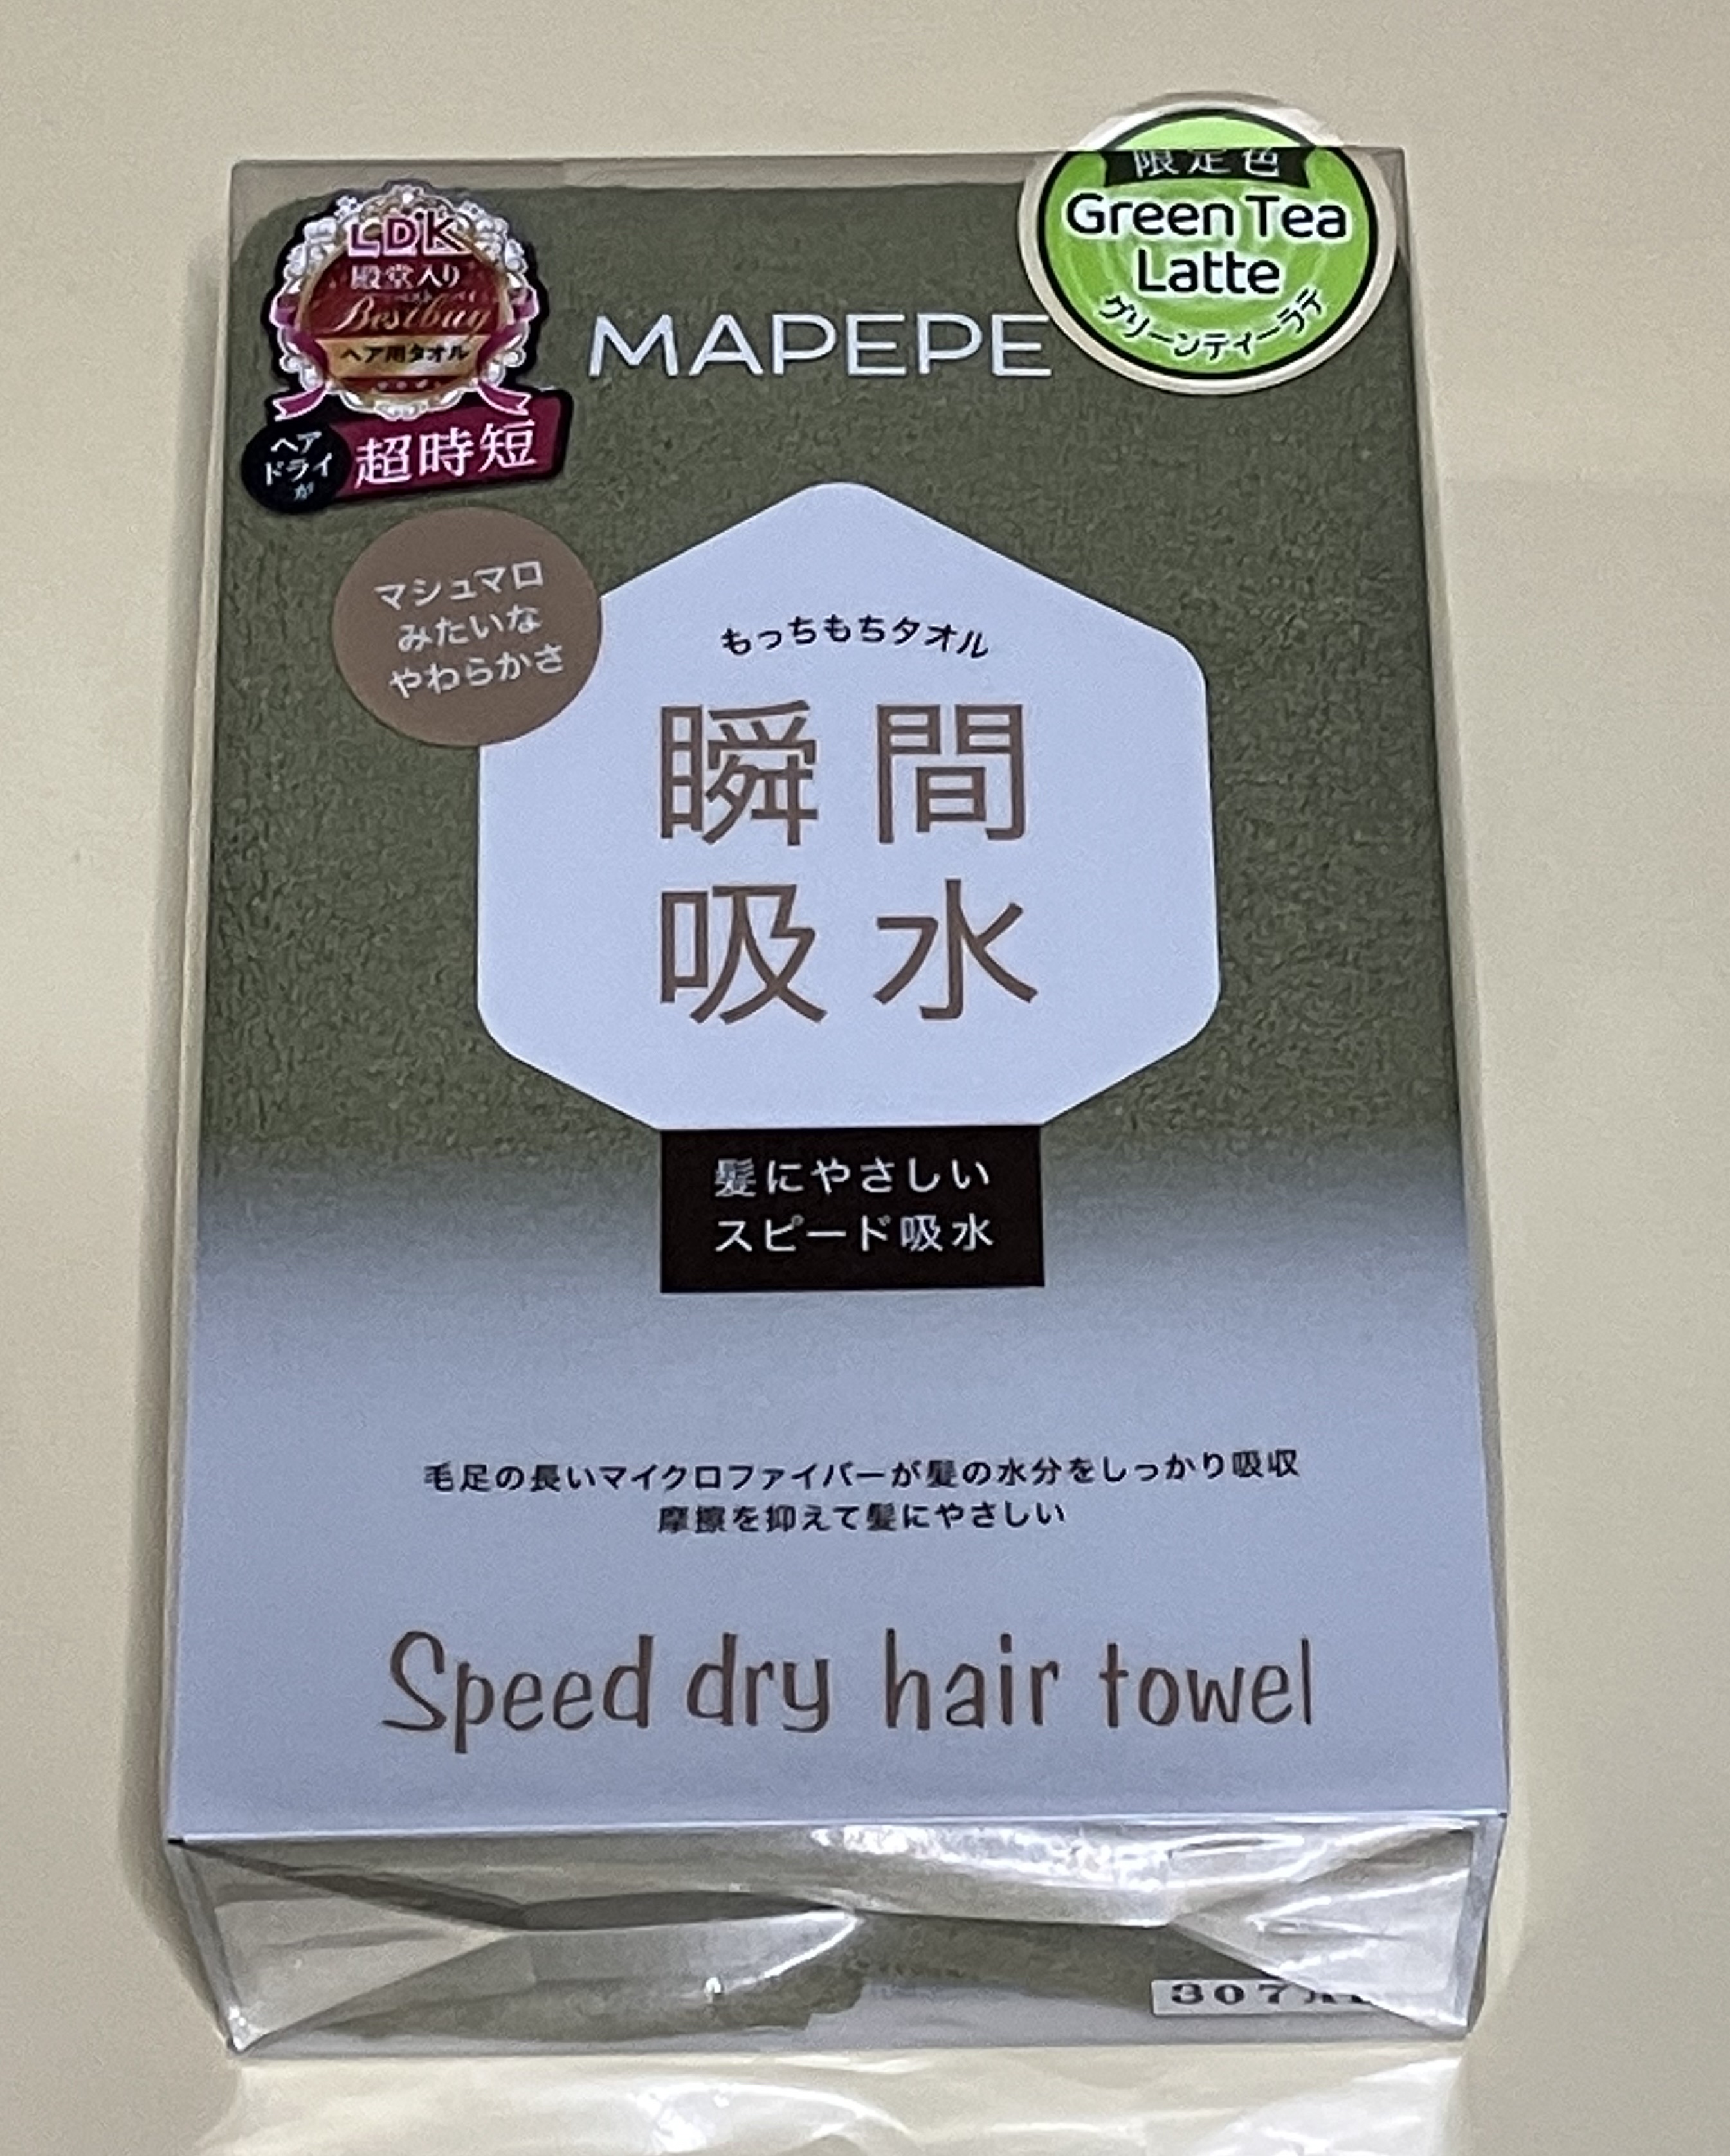 LDK
殿堂入り
Bestbuy
ヘア用タオル
ヘア
ドライ
が
超時短
限定色
Green Tea
Latte
グリーンティーラテ
MAPEPE
マシュマロ
みたいな
やわらかさ
もっちもちタオル
瞬間
吸水
髪にやさしい
スピード吸水
毛足の長いマイクロファイバーが髪の水分をしっかり吸収
摩擦を抑えて髪にやさしい
Speed dry hair towel
307